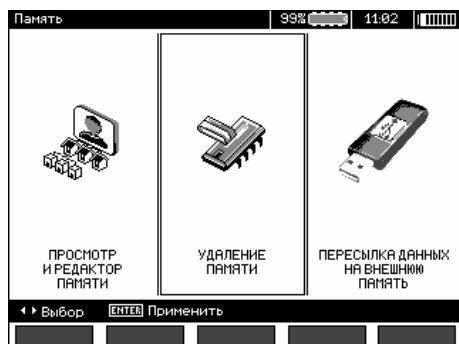 Память 99% 11:02
ПРОСМОТР
И РЕДАКТОР
ПАМЯТИ
УДАЛЕНИЕ
ПАМЯТИ
ПЕРЕСЫЛКА ДАННЫХ
НА ВНЕШНЮЮ
ПАМЯТЬ
Выбор ENTER Применить